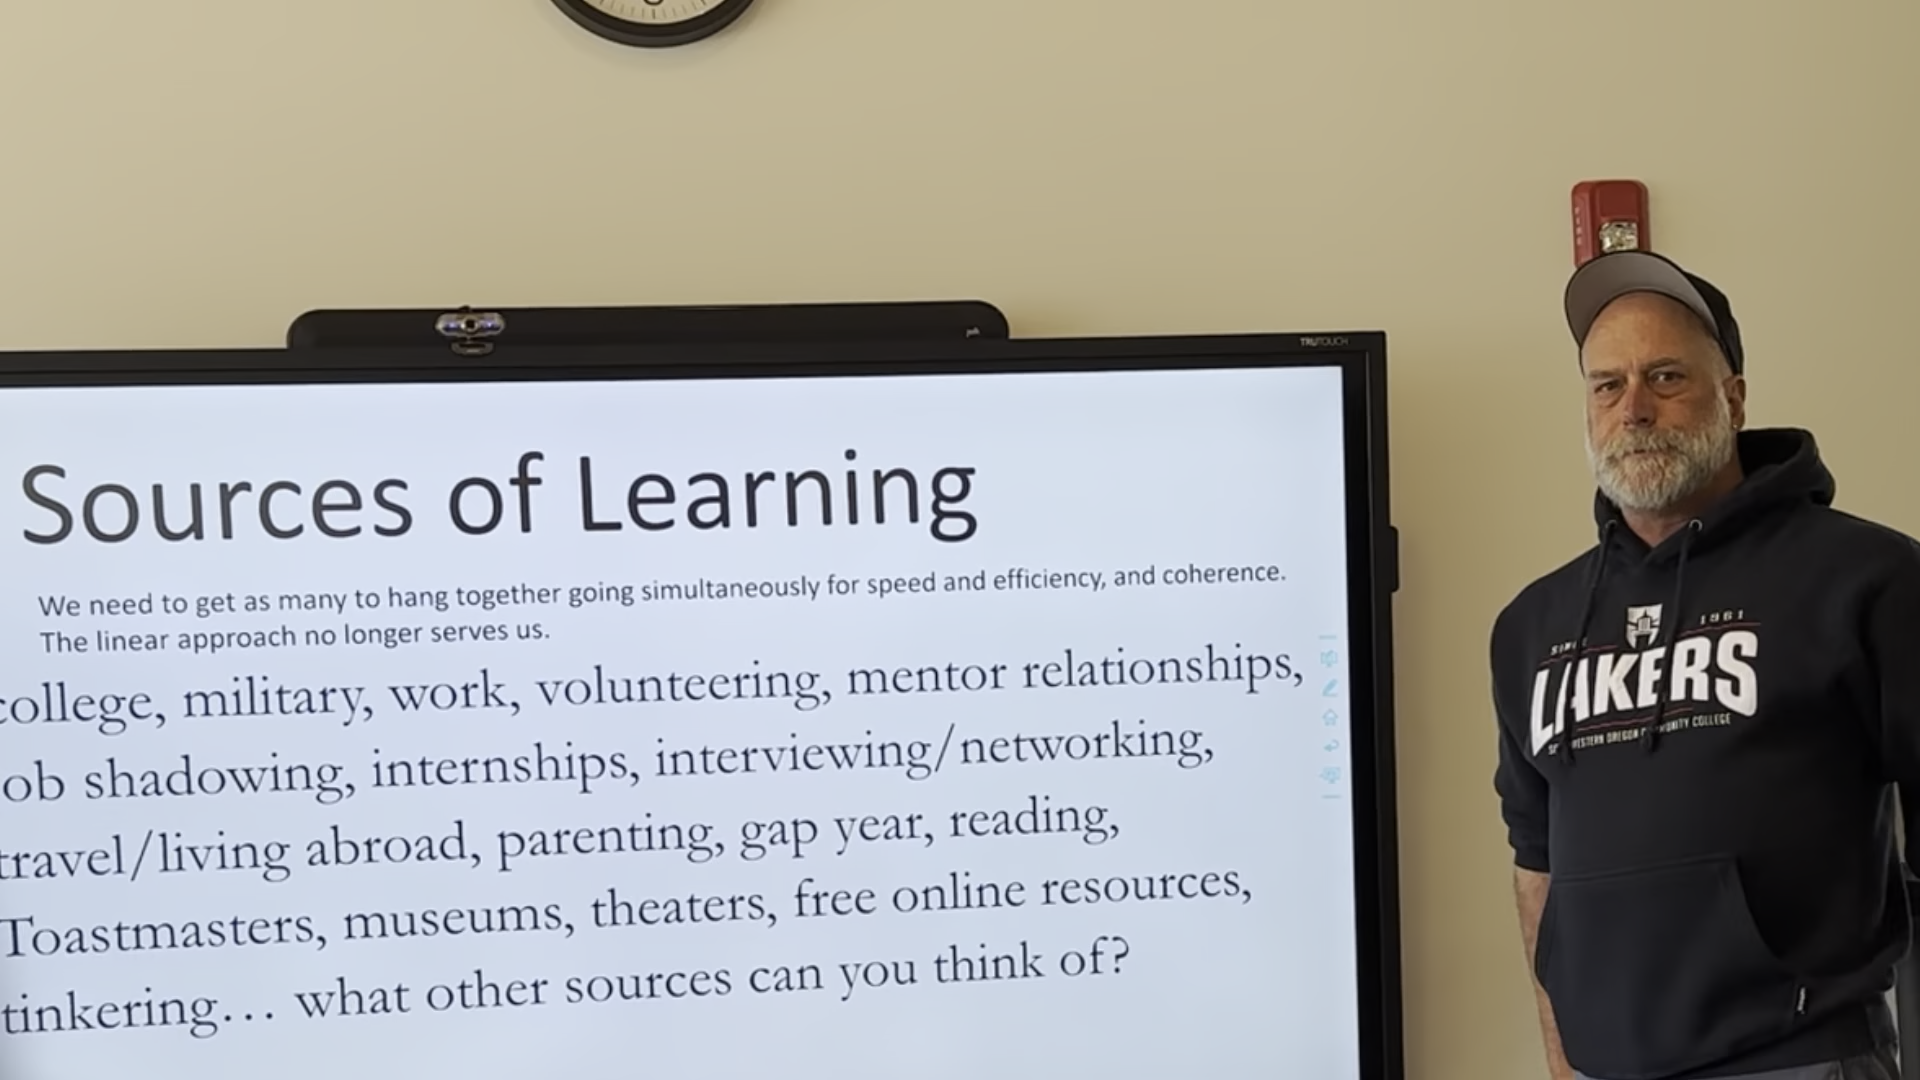 TRUTOUCH
FIRE
Sources of Learning
We need to get as many to hang together going simultaneously for speed and efficiency, and coherence.
The linear approach no longer serves us.
college, military, work, volunteering, mentor relationships,
ob shadowing, internships, interviewing/networking,
travel/living abroad, parenting, gap year, reading,
Toastmasters, museums, theaters, free online resources,
tinkering... what other sources can you think of?
1961
LAKERS
OREGON
COLLEGE